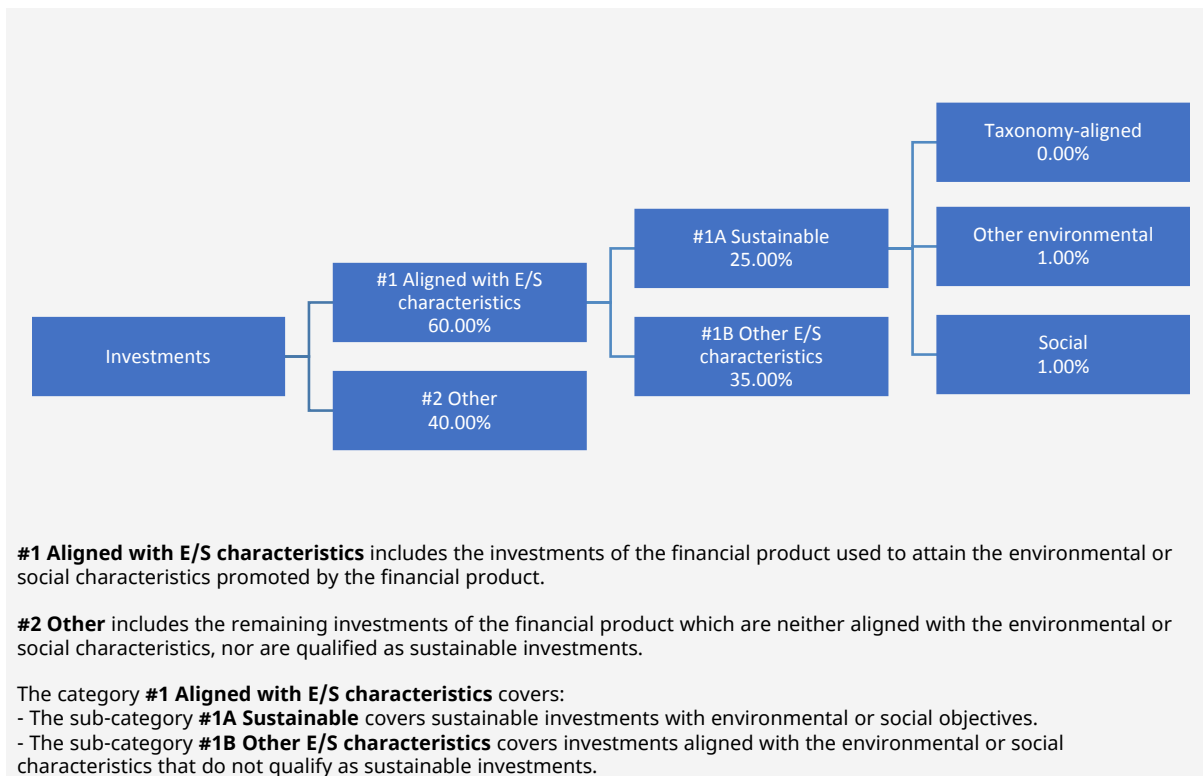 Investments
#1 Aligned with E/S
characteristics
60.00%
#2 Other
40.00%
#1A Sustainable
25.00%
#1B Other E/S
characteristics
35.00%
Taxonomy-aligned
0.00%
Other environmental
1.00%
Social
1.00%
#1 Aligned with E/S characteristics includes the investments of the financial product used to attain the environmental or
social characteristics promoted by the financial product.
#2 Other includes the remaining investments of the financial product which are neither aligned with the environmental or
social characteristics, nor are qualified as sustainable investments.
The category #1 Aligned with E/S characteristics covers:
- The sub-category #1A Sustainable covers sustainable investments with environmental or social objectives.
- The sub-category #1B Other E/S characteristics covers investments aligned with the environmental or social
characteristics that do not qualify as sustainable investments.